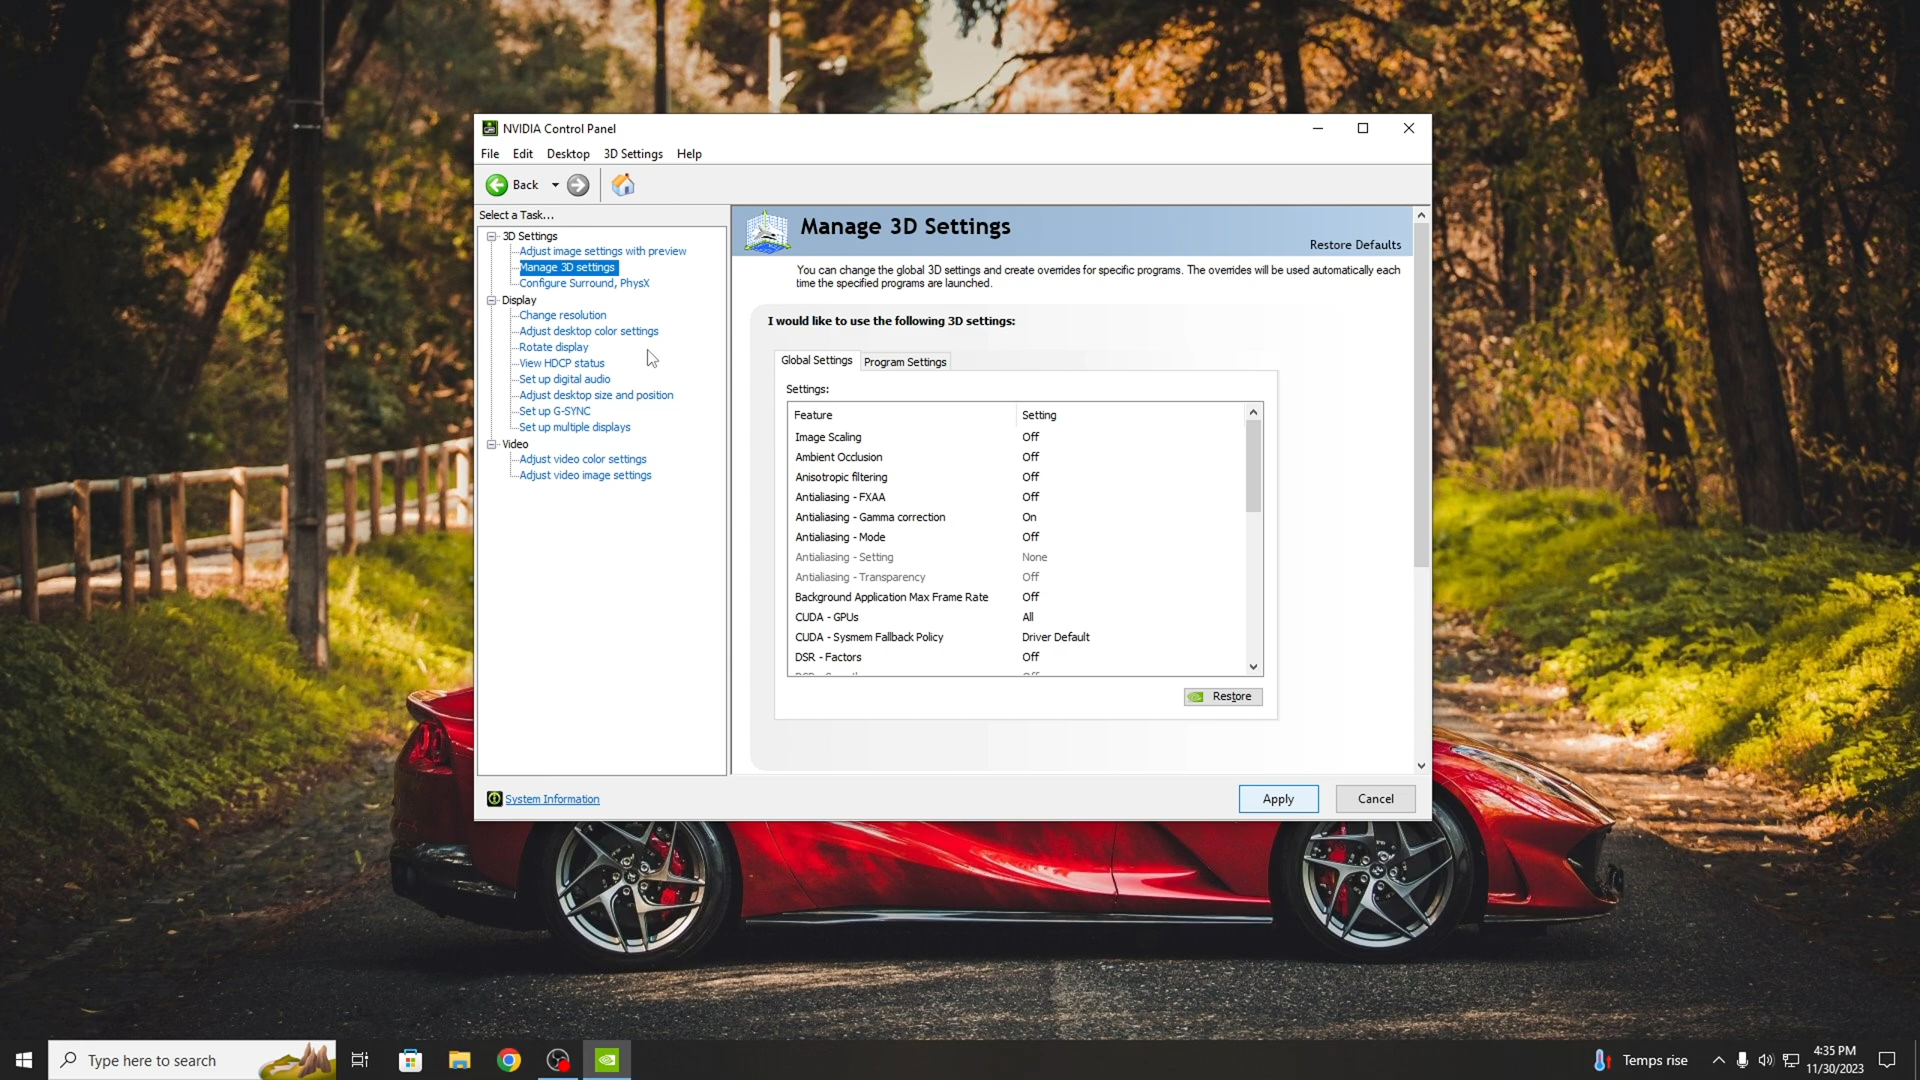 NVIDIA Control Panel
File Edit Desktop 3D Settings Help
Back
Select a Task...
3D Settings
Adjust image settings with preview
Manage 3D settings
Configure Surround, PhysX
Display
Change resolution
Adjust desktop color settings
Rotate display
View HDCP status
Set up digital audio
Adjust desktop size and position
Set up G-SYNC
Set up multiple displays
Video
Adjust video color settings
Adjust video image settings
System Information
Manage 3D Settings
Restore Defaults
You can change the global 3D settings and create overrides for specific programs. The overrides will be used automatically each
time the specified programs are launched.
I would like to use the following 3D settings:
Global Settings Program Settings
Settings:
Feature Setting
Image Scaling Off
Ambient Occlusion Off
Anisotropic filtering Off
Antialiasing - FXAA Off
Antialiasing - Gamma correction On
Antialiasing - Mode Off
Antialiasing - Setting None
Antialiasing - Transparency Off
Background Application Max Frame Rate Off
CUDA - GPUs All
CUDA - Sysmem Fallback Policy Driver Default
DSR - Factors Off
Restore
Apply Cancel
Type here to search
Temps rise
4:35 PM
11/30/2023